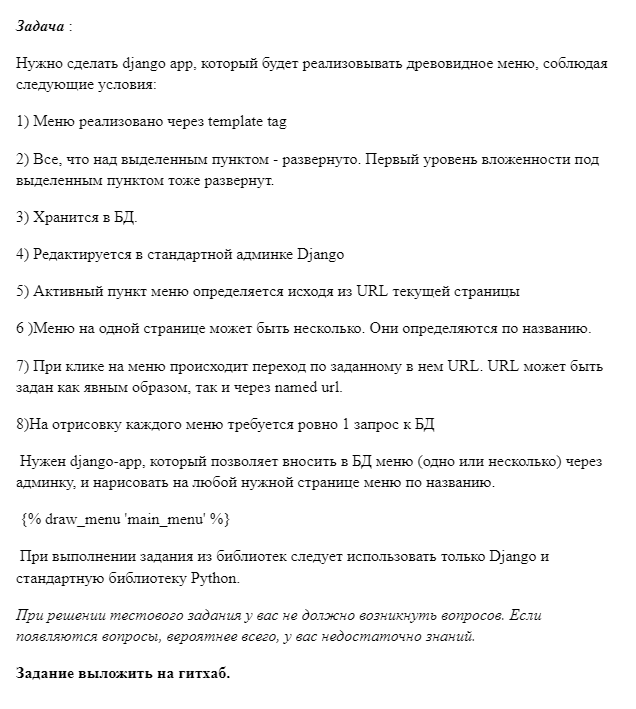 Задача :
Нужно сделать django app, который будет реализовывать древовидное меню, соблюдая
следующие условия:
1) Меню реализовано через template tag
2) Все, что над выделенным пунктом - развернуто. Первый уровень вложенности под
выделенным пунктом тоже развернут.
3) Хранится в БД.
4) Редактируется в стандартной админке Django
5) Активный пункт меню определяется исходя из URL текущей страницы
6 )Меню на одной странице может быть несколько. Они определяются по названию.
7) При клике на меню происходит переход по заданному в нем URL. URL может быть
задан как явным образом, так и через named url.
8)На отрисовку каждого меню требуется ровно 1 запрос к БД
Нужен django-app, который позволяет вносить в БД меню (одно или несколько) через
админку, и нарисовать на любой нужной странице меню по названию.
{% draw_menu 'main_menu' %}
При выполнении задания из библиотек следует использовать только Django и
стандартную библиотеку Python.
При решении тестового задания у вас не должно возникнуть вопросов. Если
появляются вопросы, вероятнее всего, у вас недостаточно знаний.
Задание выложить на гитхаб.